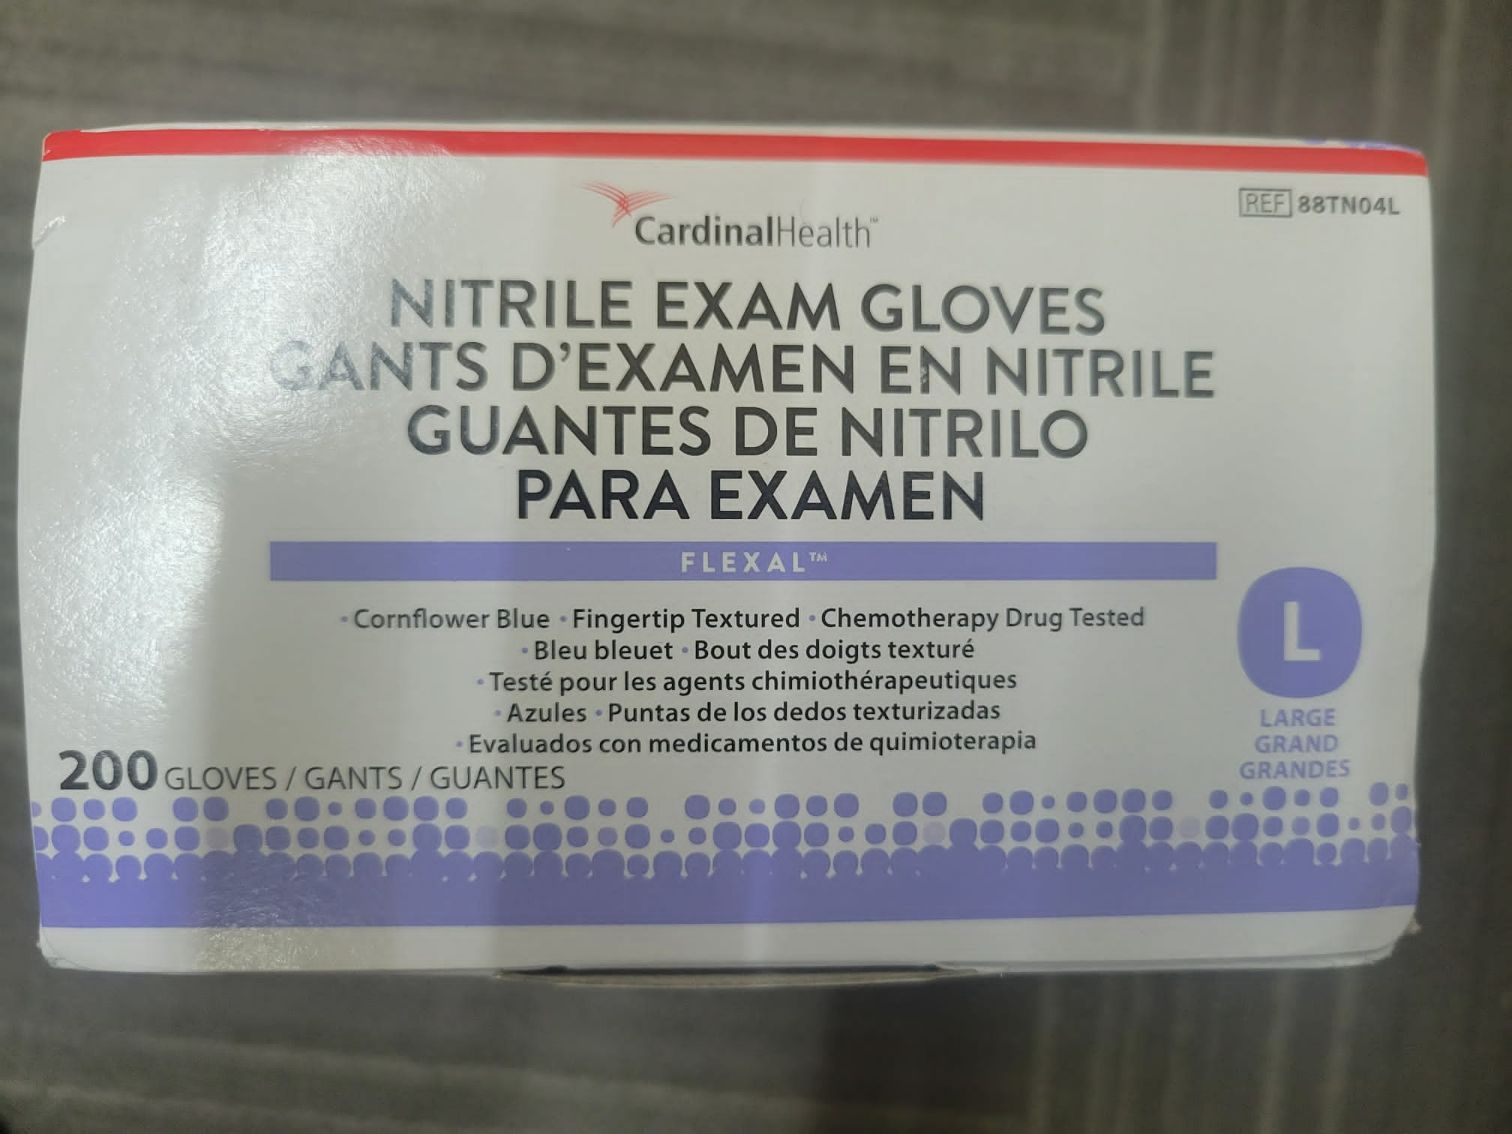 CardinalHealth™
REF 88TN04L
NITRILE EXAM GLOVES
GANTS D'EXAMEN EN NITRILE
GUANTES DE NITRILO
PARA EXAMEN
FLEXAL™
• Cornflower Blue • Fingertip Textured • Chemotherapy Drug Tested
• Bleu bleuet • Bout des doigts texturé
• Testé pour les agents chimiothérapeutiques
• Azules • Puntas de los dedos texturizadas
• Evaluados con medicamentos de quimioterapia
L
LARGE
GRAND
GRANDES
200 GLOVES / GANTS / GUANTES